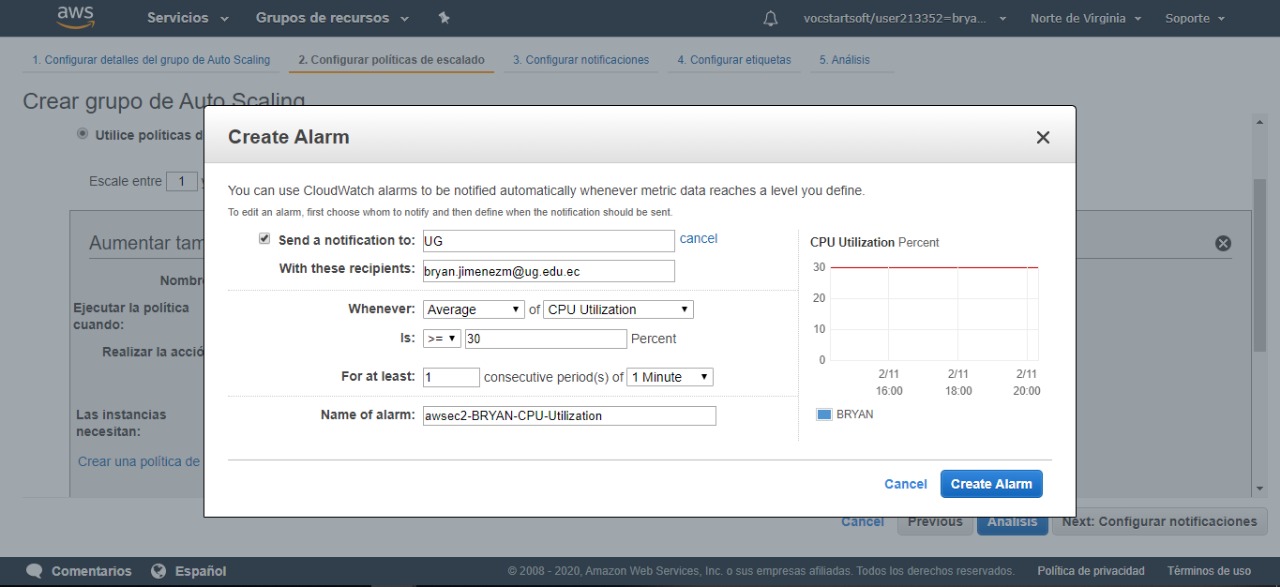 aws
Servicios
Grupos de recursos
vocstartsoft/user213352=brya...
Norte de Virginia
Soporte
1. Configurar detalles del grupo de Auto Scaling
2. Configurar políticas de escalado
3. Configurar notificaciones
4. Configurar etiquetas
5. Análisis
Crear grupo de Auto Scaling
Utilice políticas d
Escale entre 1 y
Aumentar tam
Nombre
Ejecutar la política
cuando:
Realizar la acció
Las instancias
necesitan:
Crear una política de
Create Alarm
You can use CloudWatch alarms to be notified automatically whenever metric data reaches a level you define.
To edit an alarm, first choose whom to notify and then define when the notification should be sent.
Send a notification to: UG cancel
With these recipients: bryan.jimenezm@ug.edu.ec
Whenever: Average of CPU Utilization
Is: >= 30 Percent
For at least: 1 consecutive period(s) of 1 Minute
Name of alarm: awsec2-BRYAN-CPU-Utilization
CPU Utilization Percent
30
20
10
0
2/11 2/11 2/11
16:00 18:00 20:00
BRYAN
Cancel Create Alarm
Cancel Previous Análisis Next: Configurar notificaciones
Comentarios
Español
© 2008 - 2020, Amazon Web Services, Inc. o sus empresas afiliadas. Todos los derechos reservados.
Política de privacidad
Términos de uso